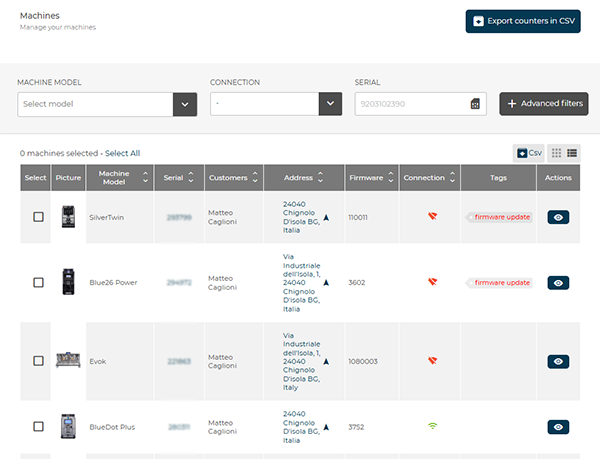 Machines
Manage your machines
Export counters in CSV
MACHINE MODEL
CONNECTION
SERIAL
Select model
-
9203102390
+ Advanced filters
0 machines selected - Select All
Csv
Select
Picture
Machine
Model
Serial
Customers
Address
Firmware
Connection
Tags
Actions
SilverTwin
Matteo
Caglioni
24040
Chignolo
D'isola BG,
Italia
110011
firmware update
Blue26 Power
Matteo
Caglioni
Via
Industriale
dell'Isola, 1,
24040
Chignolo
D'isola BG,
Italia
3602
firmware update
Evok
Matteo
Caglioni
Via
Industriale
dell'Isola, 1,
24040
Chignolo
D'isola BG,
Italy
1080003
BlueDot Plus
Matteo
Caglioni
24040
Chignolo
D'isola BG,
Italia
3752